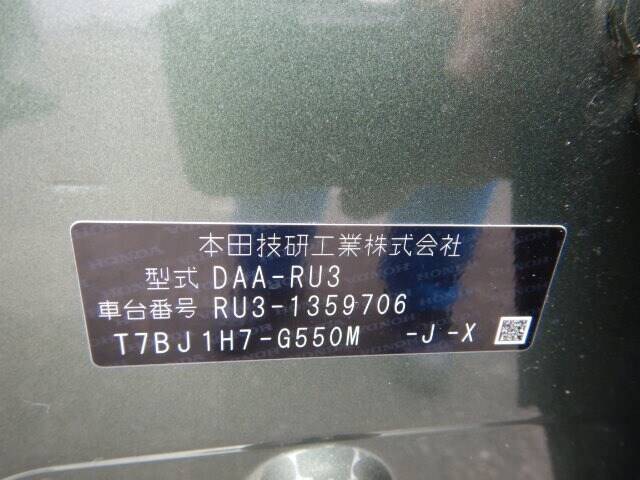 本田技研工業株式会社
型式 DAA-RU3
車台番号 RU3-1359706
T7BJ1H7-G550M -J-X